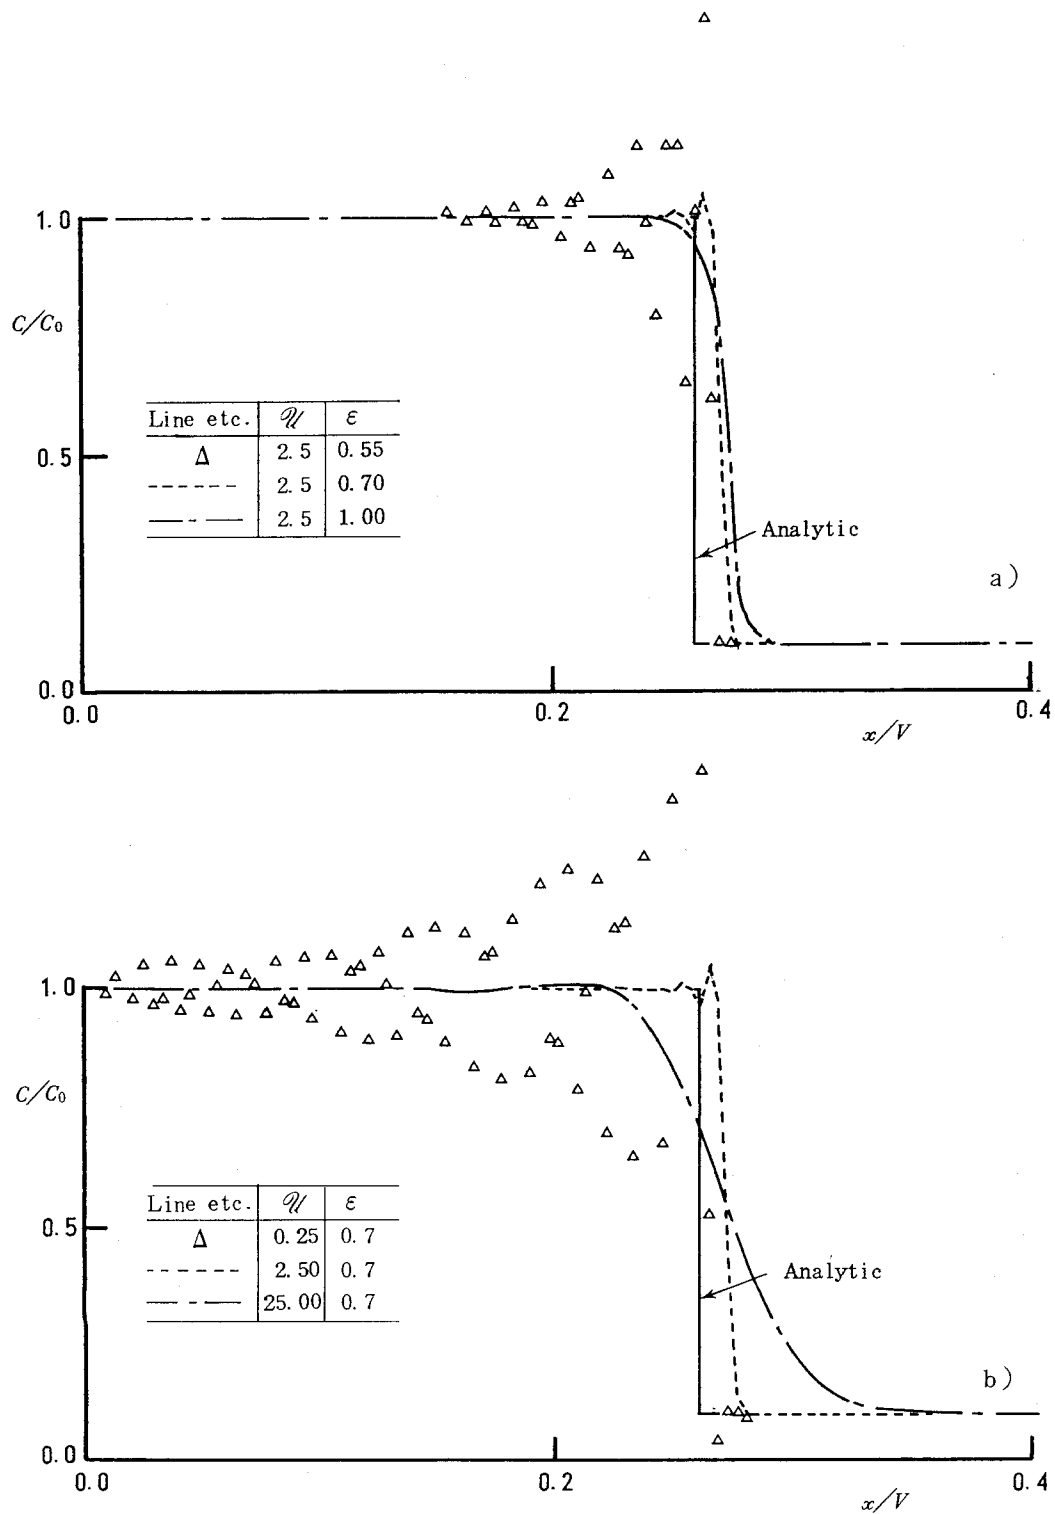 1.0
C/C₀
Line etc. 𝒰 ε
Δ 2.5 0.55
2.5 0.70
2.5 1.00
0.5
Analytic
a)
0.0
0.0 0.2 0.4
x/V
1.0
C/C₀
Line etc. 𝒰 ε
Δ 0.25 0.7
2.50 0.7
25.00 0.7
0.5
Analytic
b)
0.0
0.0 0.2 0.4
x/V